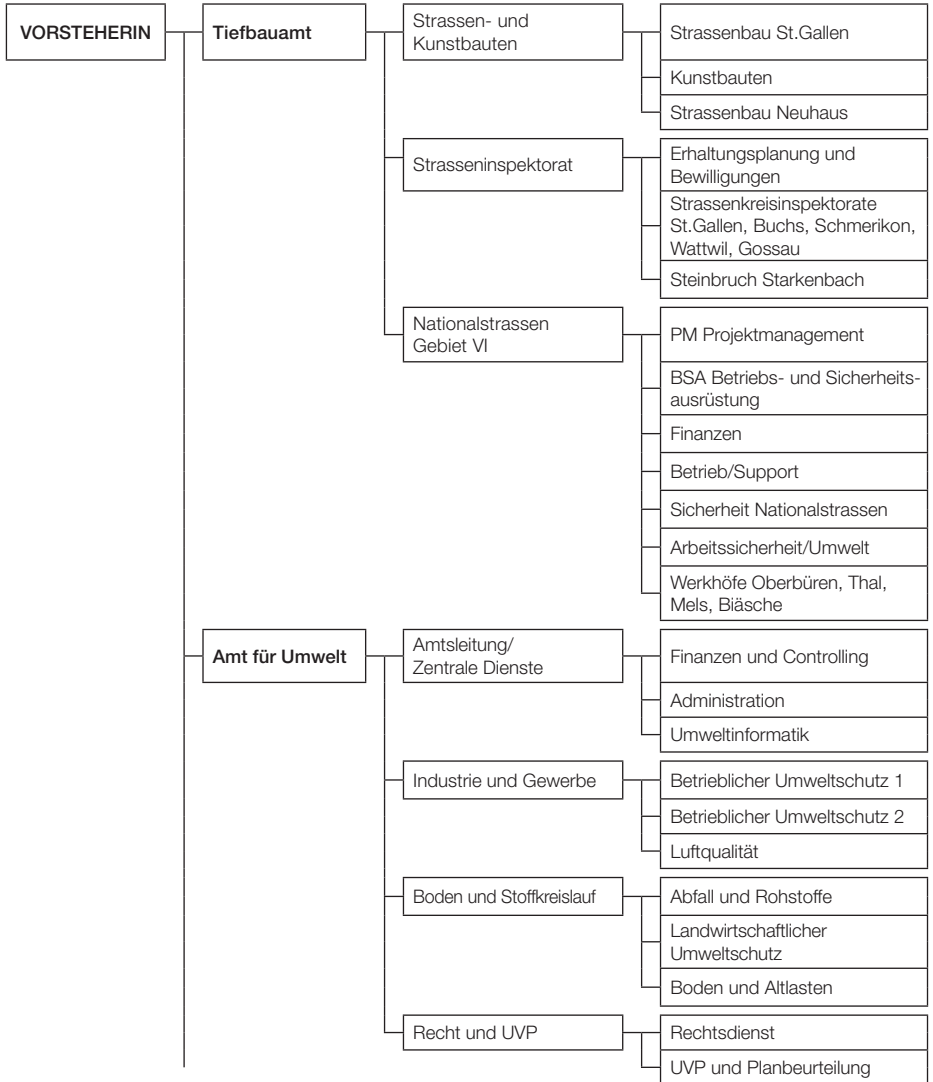 VORSTEHERIN
Tiefbauamt
Strassen- und
Kunstbauten
Strassenbau St.Gallen
Kunstbauten
Strassenbau Neuhaus
Strasseninspektorat
Erhaltungsplanung und
Bewilligungen
Strassenkreisinspektorate
St.Gallen, Buchs, Schmerikon,
Wattwil, Gossau
Steinbruch Starkenbach
Nationalstrassen
Gebiet VI
PM Projektmanagement
BSA Betriebs- und Sicherheits-
ausrüstung
Finanzen
Betrieb/Support
Sicherheit Nationalstrassen
Arbeitssicherheit/Umwelt
Werkhöfe Oberbüren, Thal,
Mels, Biäsche
Amt für Umwelt
Amtsleitung/
Zentrale Dienste
Finanzen und Controlling
Administration
Umweltinformatik
Industrie und Gewerbe
Betrieblicher Umweltschutz 1
Betrieblicher Umweltschutz 2
Luftqualität
Boden und Stoffkreislauf
Abfall und Rohstoffe
Landwirtschaftlicher
Umweltschutz
Boden und Altlasten
Recht und UVP
Rechtsdienst
UVP und Planbeurteilung